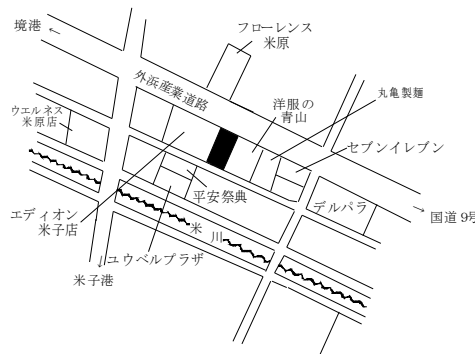 境港 ←
フローレンス
米原
外浜産業道路
丸亀製麺
洋服の
青山
ウエルネス
米原店
セブンイレブン
平安祭典
デルパラ
→ 国道9号
エディオン
米子店
米川
ユウベルプラザ
↓
米子港